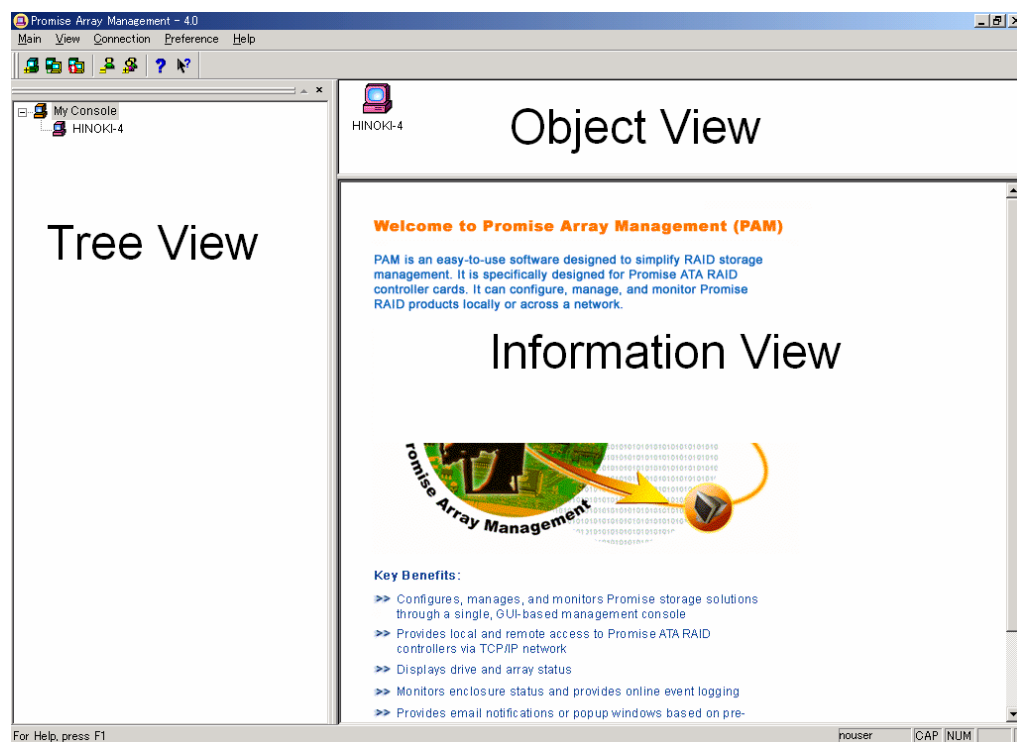 Promise Array Management - 4.0
Main View Connection Preference Help
My Console
HINOKI-4
Tree View
HINOKI-4
Object View
Welcome to Promise Array Management (PAM)
PAM is an easy-to-use software designed to simplify RAID storage
management. It is specifically designed for Promise ATA RAID
controller cards. It can configure, manage, and monitor Promise
RAID products locally or across a network.
Information View
romise Array Management
Key Benefits:
>> Configures, manages, and monitors Promise storage solutions
through a single, GUI-based management console
>> Provides local and remote access to Promise ATA RAID
controllers via TCP/IP network
>> Displays drive and array status
>> Monitors enclosure status and provides online event logging
>> Provides email notifications or popup windows based on pre-
For Help, press F1
nouser CAP NUM